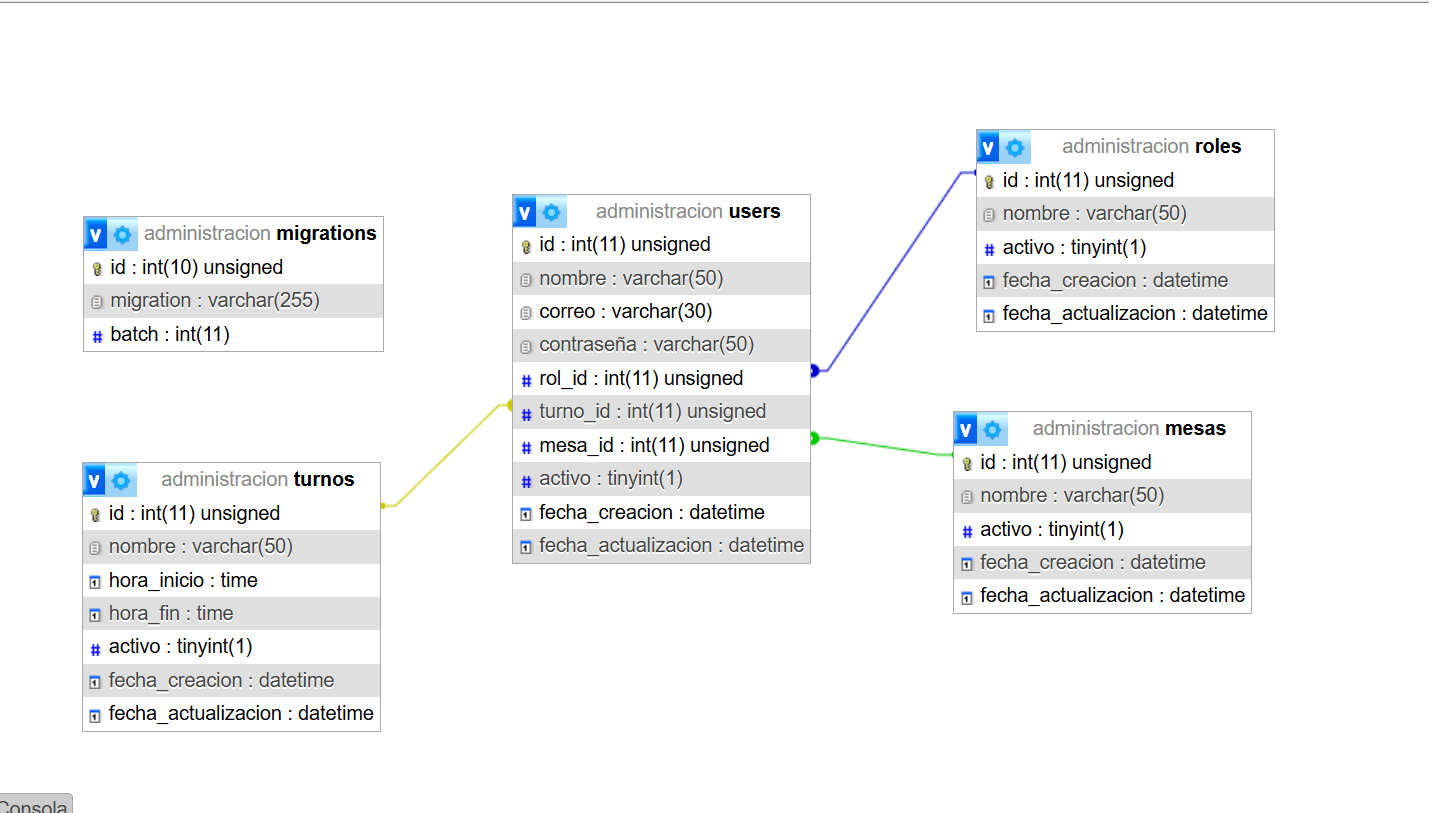 administracion migrations
id : int(10) unsigned
migration : varchar(255)
batch : int(11)
administracion turnos
id : int(11) unsigned
nombre : varchar(50)
hora_inicio : time
hora_fin : time
activo : tinyint(1)
fecha_creacion : datetime
fecha_actualizacion : datetime
administracion users
id : int(11) unsigned
nombre : varchar(50)
correo : varchar(30)
contraseña : varchar(50)
rol_id : int(11) unsigned
turno_id : int(11) unsigned
mesa_id : int(11) unsigned
activo : tinyint(1)
fecha_creacion : datetime
fecha_actualizacion : datetime
administracion roles
id : int(11) unsigned
nombre : varchar(50)
activo : tinyint(1)
fecha_creacion : datetime
fecha_actualizacion : datetime
administracion mesas
id : int(11) unsigned
nombre : varchar(50)
activo : tinyint(1)
fecha_creacion : datetime
fecha_actualizacion : datetime
Consola